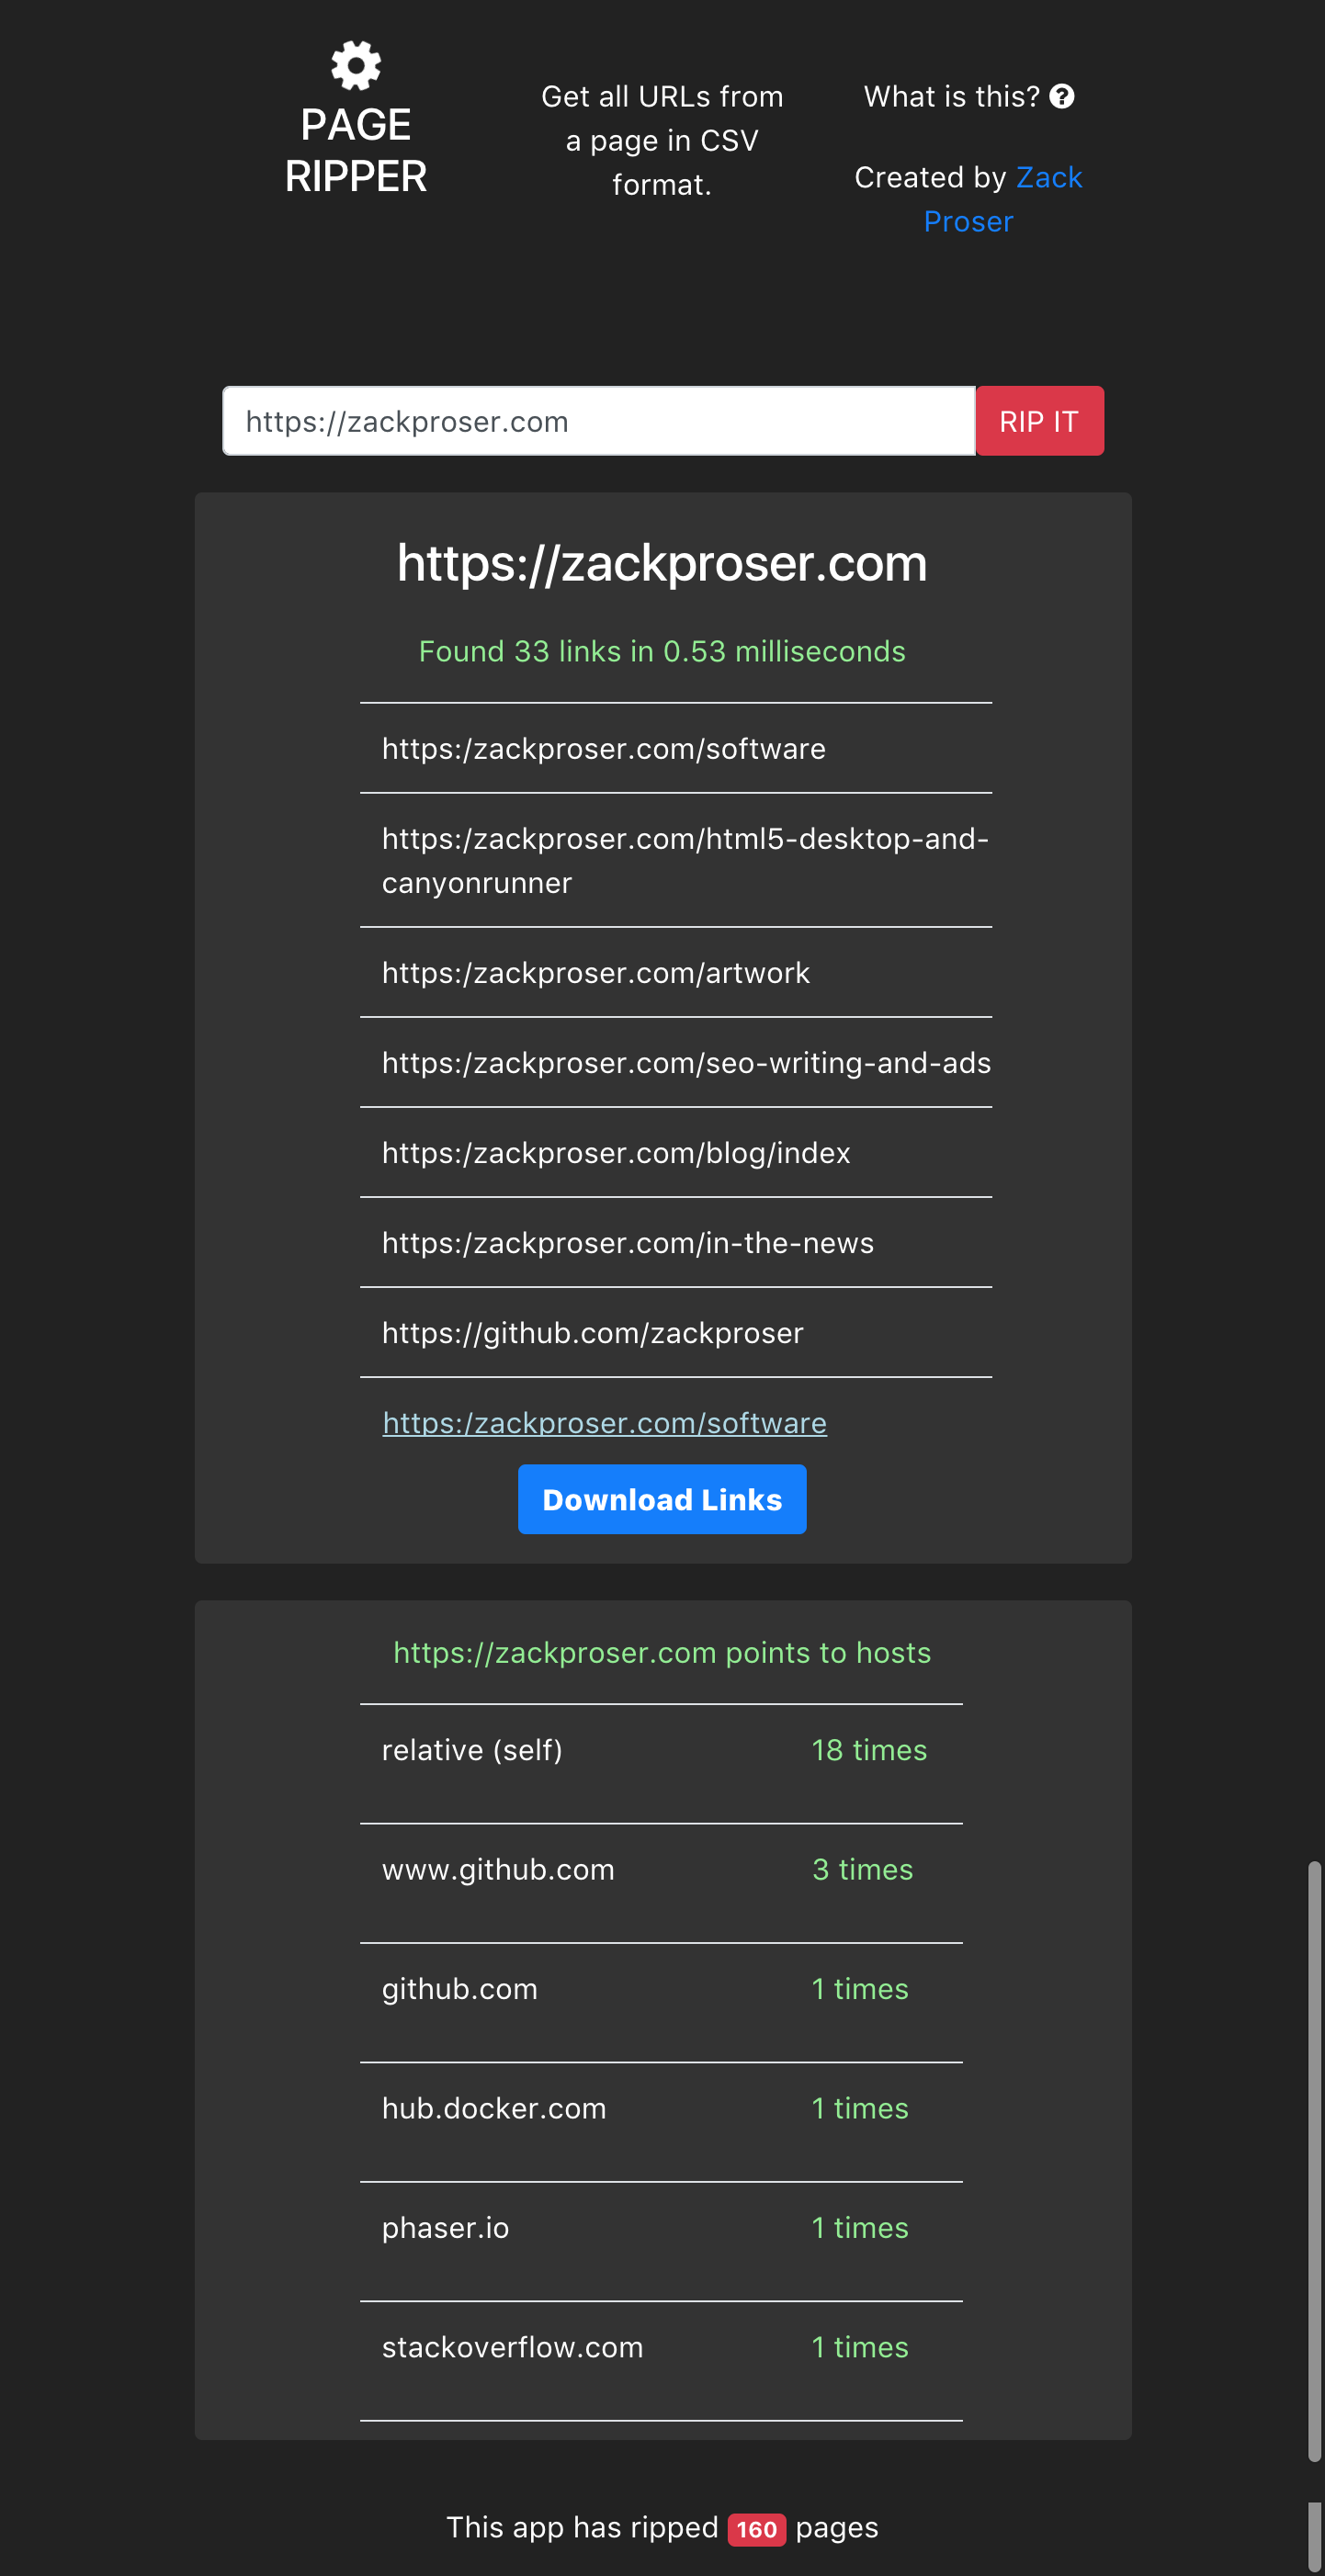 PAGE
RIPPER
Get all URLs from
a page in CSV
format.
What is this?
Created by Zack
Proser
https://zackproser.com
RIP IT
https://zackproser.com
Found 33 links in 0.53 milliseconds
https:/zackproser.com/software
https:/zackproser.com/html5-desktop-and-
canyonrunner
https:/zackproser.com/artwork
https:/zackproser.com/seo-writing-and-ads
https:/zackproser.com/blog/index
https:/zackproser.com/in-the-news
https://github.com/zackproser
https:/zackproser.com/software
Download Links
https://zackproser.com points to hosts
relative (self) 18 times
www.github.com 3 times
github.com 1 times
hub.docker.com 1 times
phaser.io 1 times
stackoverflow.com 1 times
This app has ripped 160 pages